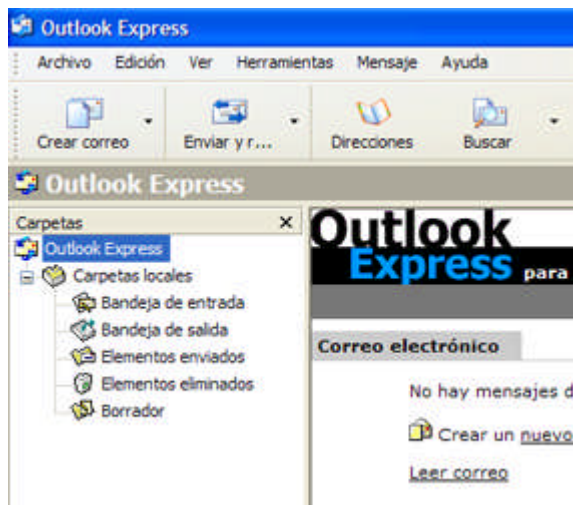 Outlook Express
Archivo Edición Ver Herramientas Mensaje Ayuda
Crear correo Enviar y r... Direcciones Buscar
Outlook Express
Carpetas
Outlook Express
Carpetas locales
Bandeja de entrada
Bandeja de salida
Elementos enviados
Elementos eliminados
Borrador
Outlook
Express para
Correo electrónico
No hay mensajes d
Crear un nuevo
Leer correo